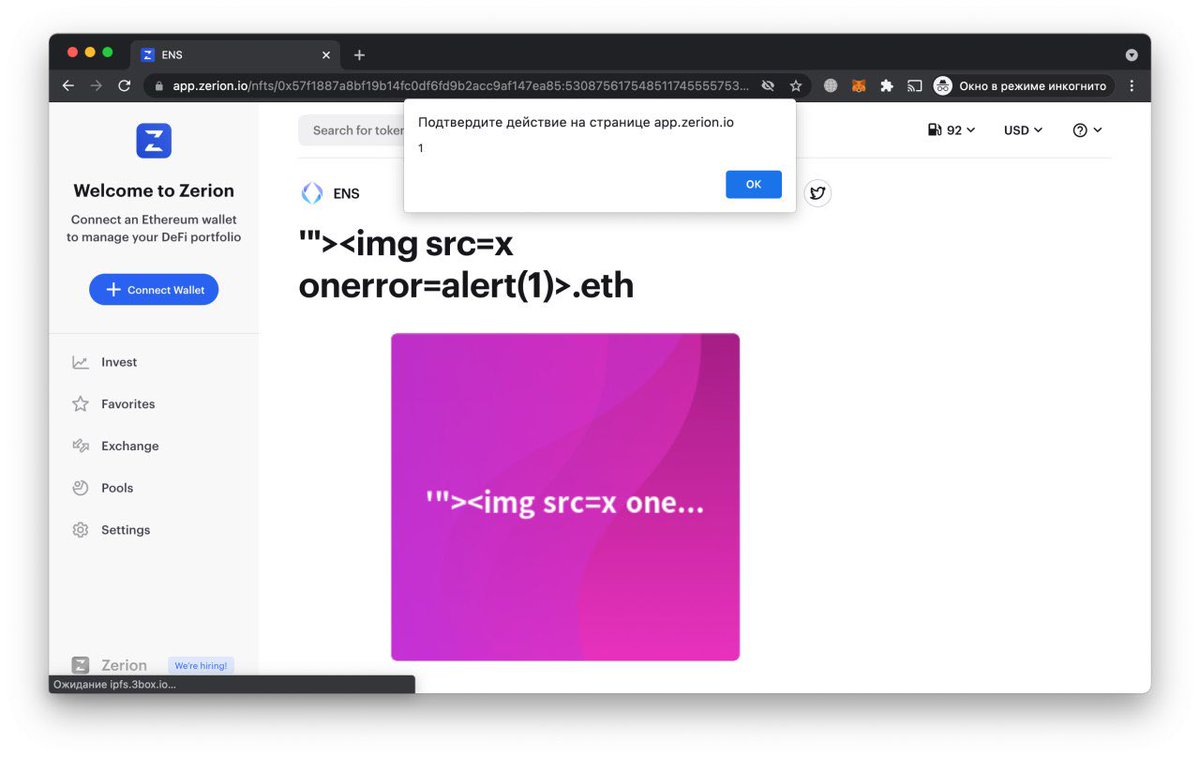 ENS
app.zerion.io/nfts/0x57f1887a8bf19b14fc0df6fd9b2acc9af147ea85:530875617548511745555753...
Окно в режиме инкогнито
Подтвердите действие на странице app.zerion.io
1
OK
Search for token
92
USD
Welcome to Zerion
Connect an Ethereum wallet
to manage your DeFi portfolio
Connect Wallet
Invest
Favorites
Exchange
Pools
Settings
Zerion
We're hiring!
Ожидание ipfs.3box.io...
ENS
'"><img src=x
onerror=alert(1)>.eth
'"><img src=x one...